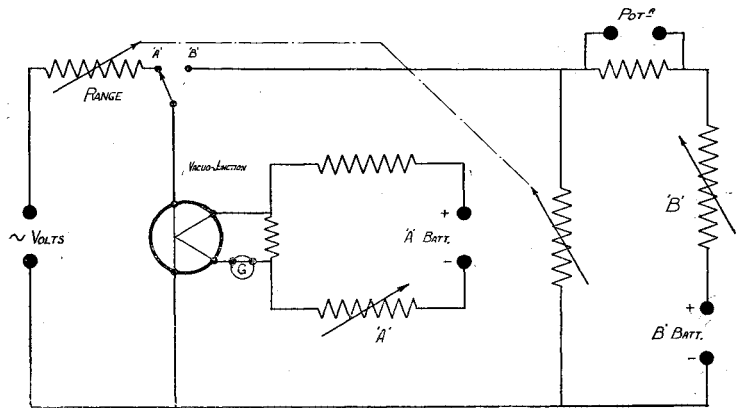 POT.R
'A' 'B'
RANGE
VACUO-JUNCTION
∼ VOLTS
+
'A' BATT.
-
G
'A'
'B'
+
'B' BATT.
-